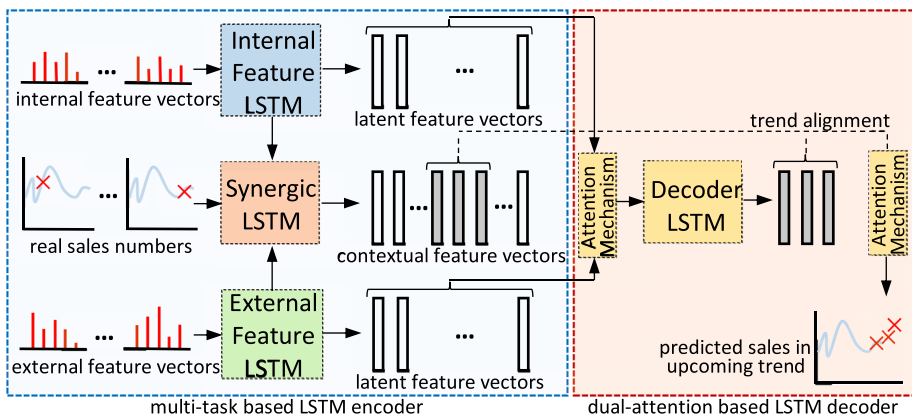 Internal
Feature
LSTM
...
...
internal feature vectors
latent feature vectors
trend alignment
Synergic
LSTM
...
...
...
real sales numbers
contextual feature vectors
Attention
Mechanism
Decoder
LSTM
Attention
Mechanism
External
Feature
LSTM
...
...
external feature vectors
latent feature vectors
predicted sales in
upcoming trend
multi-task based LSTM encoder
dual-attention based LSTM decoder